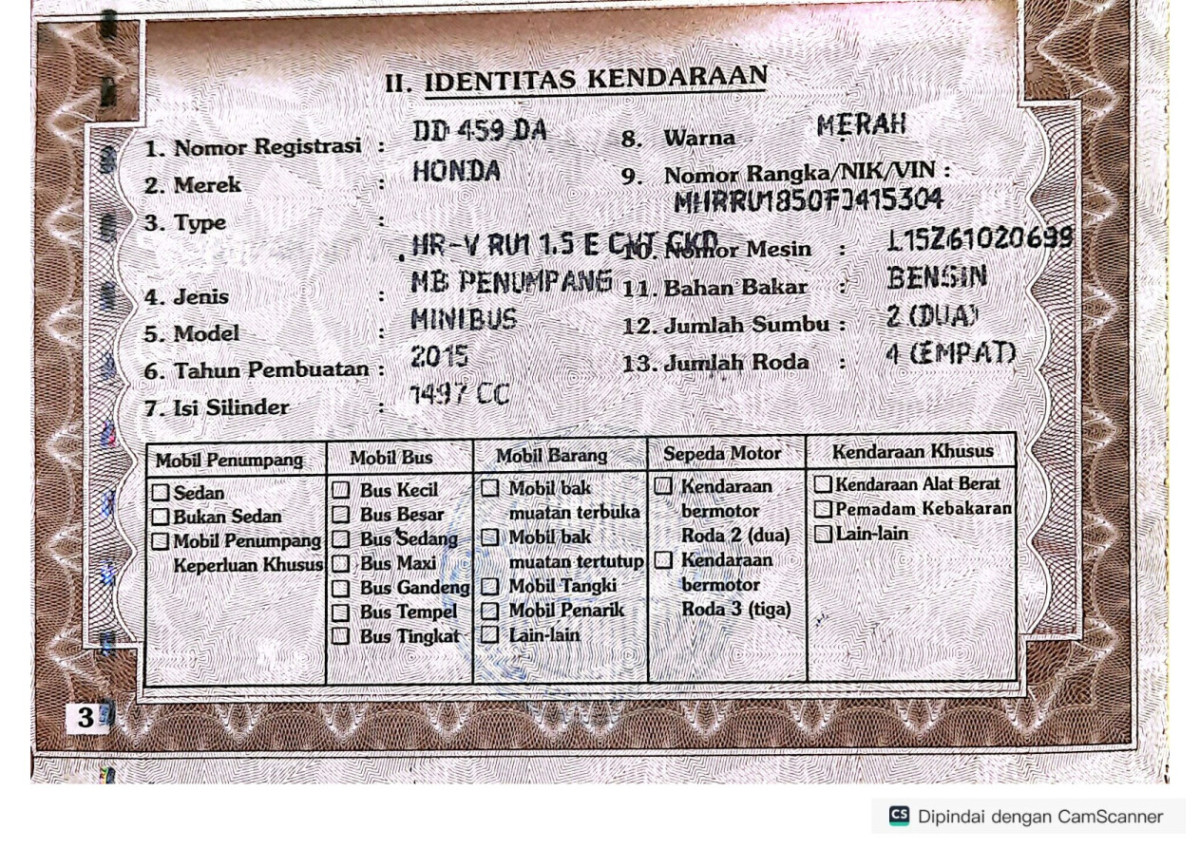 II. IDENTITAS KENDARAAN
1. Nomor Registrasi : DD 459 DA
2. Merek : HONDA
3. Type :
HR-V RU1 1.5 E CVT CKD
4. Jenis : MB PENUMPANG
5. Model : MINIBUS
6. Tahun Pembuatan : 2015
7. Isi Silinder : 1497 CC
8. Warna MERAH
9. Nomor Rangka/NIK/VIN :
MHRRU1850FJ415304
10. Nomor Mesin : L15Z61020699
11. Bahan Bakar : BENSIN
12. Jumlah Sumbu : 2 (DUA)
13. Jumlah Roda : 4 (EMPAT)
Mobil Penumpang
Sedan
Bukan Sedan
Mobil Penumpang
Keperluan Khusus
Mobil Bus
Bus Kecil
Bus Besar
Bus Sedang
Bus Maxi
Bus Gandeng
Bus Tempel
Bus Tingkat
Mobil Barang
Mobil bak
muatan terbuka
Mobil bak
muatan tertutup
Mobil Tangki
Mobil Penarik
Lain-lain
Sepeda Motor
Kendaraan
bermotor
Roda 2 (dua)
Kendaraan
bermotor
Roda 3 (tiga)
Kendaraan Khusus
Kendaraan Alat Berat
Pemadam Kebakaran
Lain-lain
3
CS Dipindai dengan CamScanner